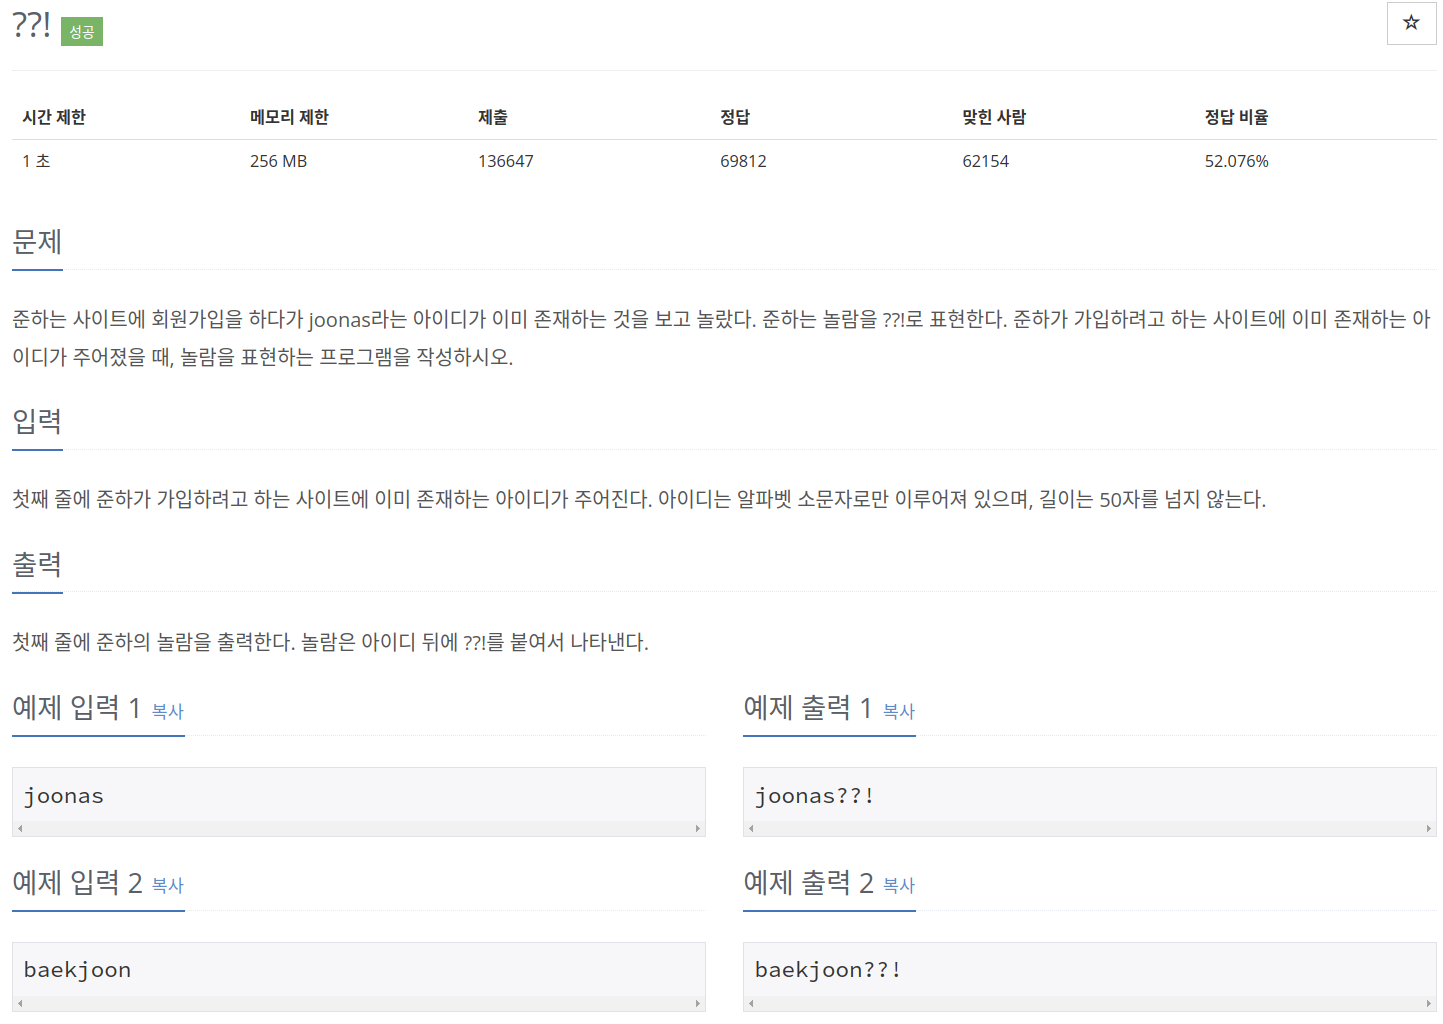 ??! 성공
☆
시간 제한 메모리 제한 제출 정답 맞힌 사람 정답 비율
1 초 256 MB 136647 69812 62154 52.076%
문제
준하는 사이트에 회원가입을 하다가 joonas라는 아이디가 이미 존재하는 것을 보고 놀랐다. 준하는 놀람을 ??!로 표현한다. 준하가 가입하려고 하는 사이트에 이미 존재하는 아
이디가 주어졌을 때, 놀람을 표현하는 프로그램을 작성하시오.
입력
첫째 줄에 준하가 가입하려고 하는 사이트에 이미 존재하는 아이디가 주어진다. 아이디는 알파벳 소문자로만 이루어져 있으며, 길이는 50자를 넘지 않는다.
출력
첫째 줄에 준하의 놀람을 출력한다. 놀람은 아이디 뒤에 ??!를 붙여서 나타낸다.
예제 입력 1 복사
joonas
예제 출력 1 복사
joonas??!
예제 입력 2 복사
baekjoon
예제 출력 2 복사
baekjoon??!